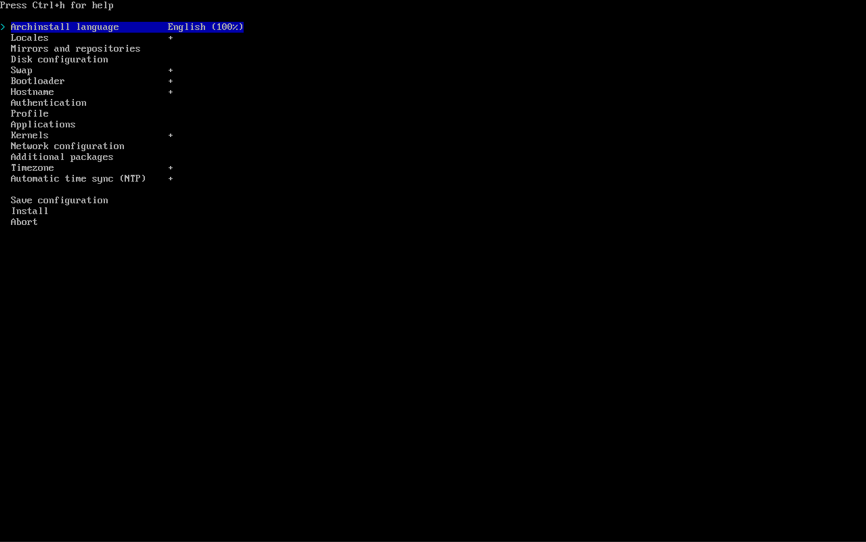 Press Ctrl+h for help
> Archinstall language English (100%)
Locales +
Mirrors and repositories
Disk configuration
Swap +
Bootloader +
Hostname +
Authentication
Profile
Applications
Kernels +
Network configuration
Additional packages
Timezone +
Automatic time sync (NTP) +
Save configuration
Install
Abort